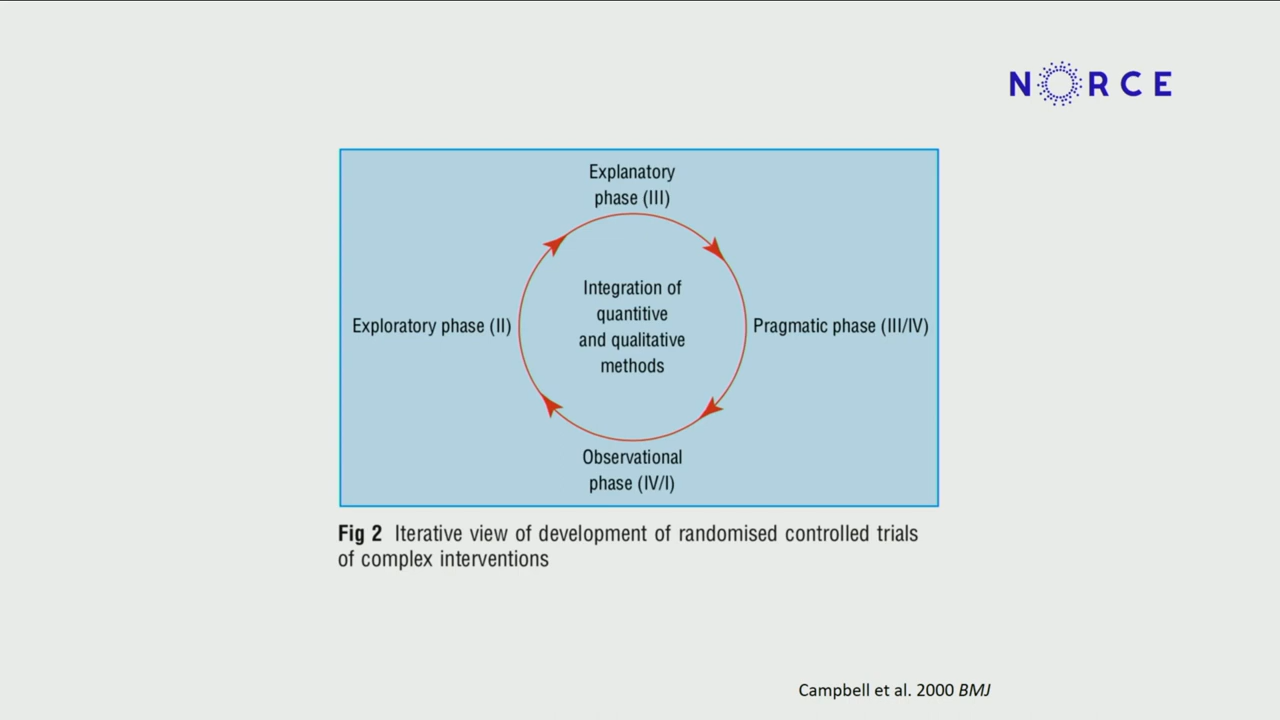 NORCE
Explanatory
phase (III)
Integration of
quantitive
and qualitative
methods
Exploratory phase (II)
Pragmatic phase (III/IV)
Observational
phase (IV/I)
Fig 2 Iterative view of development of randomised controlled trials
of complex interventions
Campbell et al. 2000 BMJ